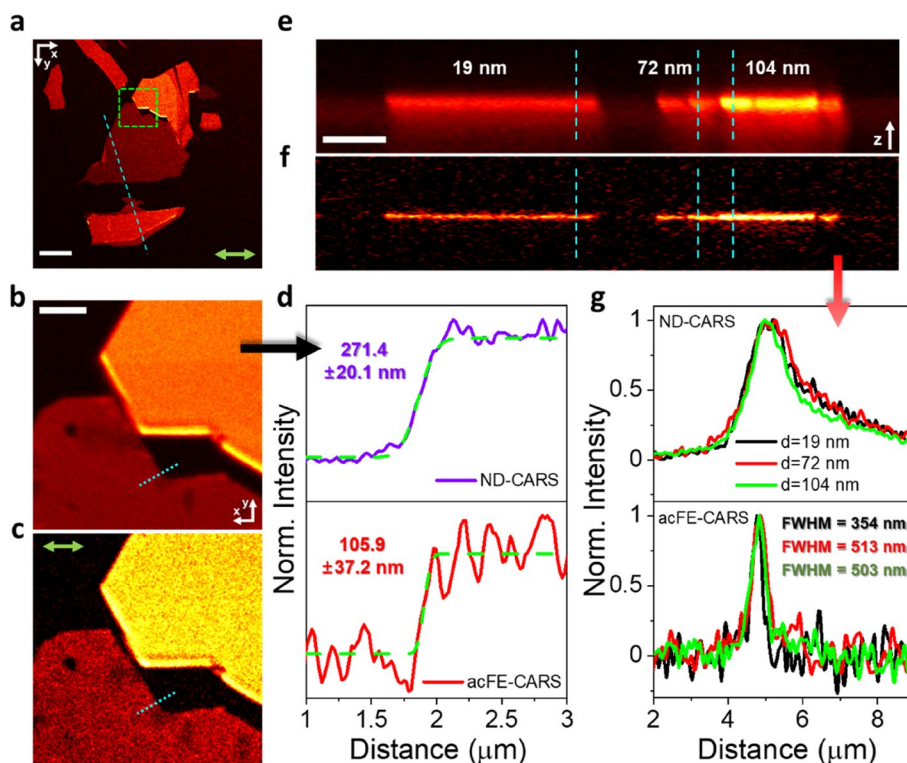 a
x
y
b
y
x
c
d
271.4
±20.1 nm
ND-CARS
105.9
±37.2 nm
acFE-CARS
Norm. Intensity
1
1.5
2
2.5
3
Distance (μm)
e
19 nm
72 nm
104 nm
z
f
g
ND-CARS
1
0.5
0
d=19 nm
d=72 nm
d=104 nm
acFE-CARS
FWHM = 354 nm
FWHM = 513 nm
FWHM = 503 nm
1
0.5
0
Norm. Intensity
2
4
6
8
Distance (μm)